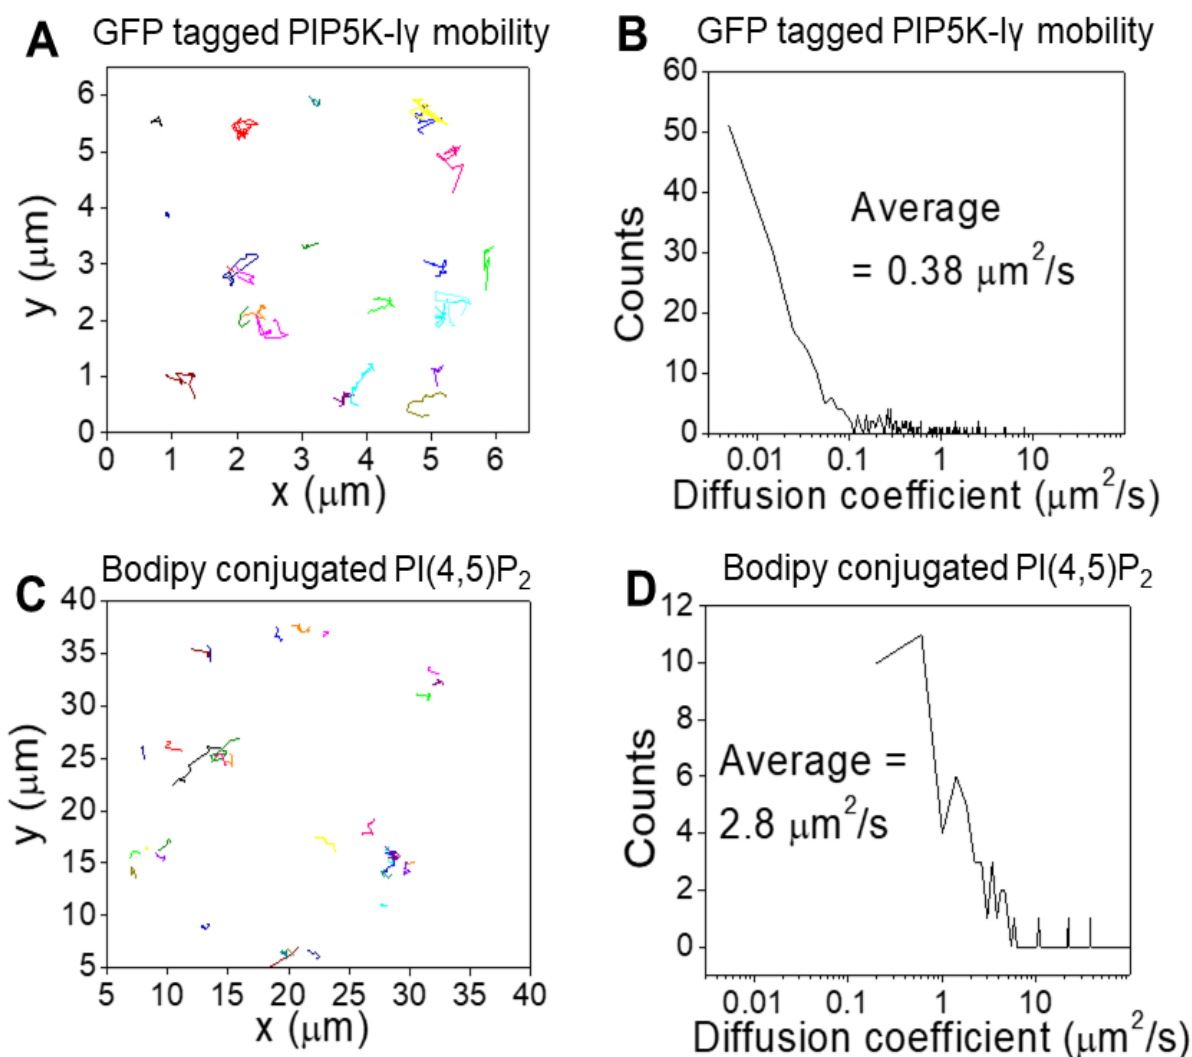 A GFP tagged PIP5K-Iγ mobility
y (μm)
6
5
4
3
2
1
0
0 1 2 3 4 5 6
x (μm)
B GFP tagged PIP5K-Iγ mobility
Counts
60
50
40
30
20
10
0
Average
= 0.38 μm²/s
0.01 0.1 1 10
Diffusion coefficient (μm²/s)
C Bodipy conjugated PI(4,5)P₂
y (μm)
40
35
30
25
20
15
10
5
5 10 15 20 25 30 35 40
x (μm)
D Bodipy conjugated PI(4,5)P₂
Counts
12
10
8
6
4
2
0
Average =
2.8 μm²/s
0.01 0.1 1 10
Diffusion coefficient (μm²/s)